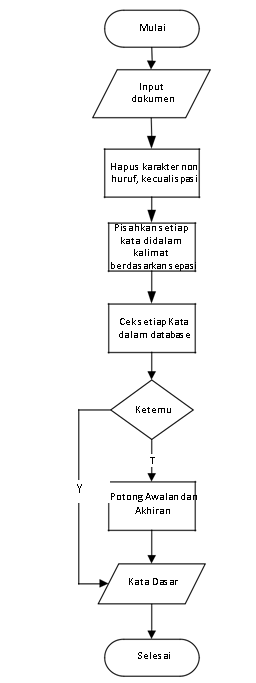 Mulai
Input
dokumen
Hapus karakter non
huruf, kecuali spasi
Pisahkan setiap
kata didalam
kalimat
berdasarkan sepasi
Cek setiap Kata
dalam database
Ketemu
T
Y
Potong Awalan dan
Akhiran
Kata Dasar
Selesai